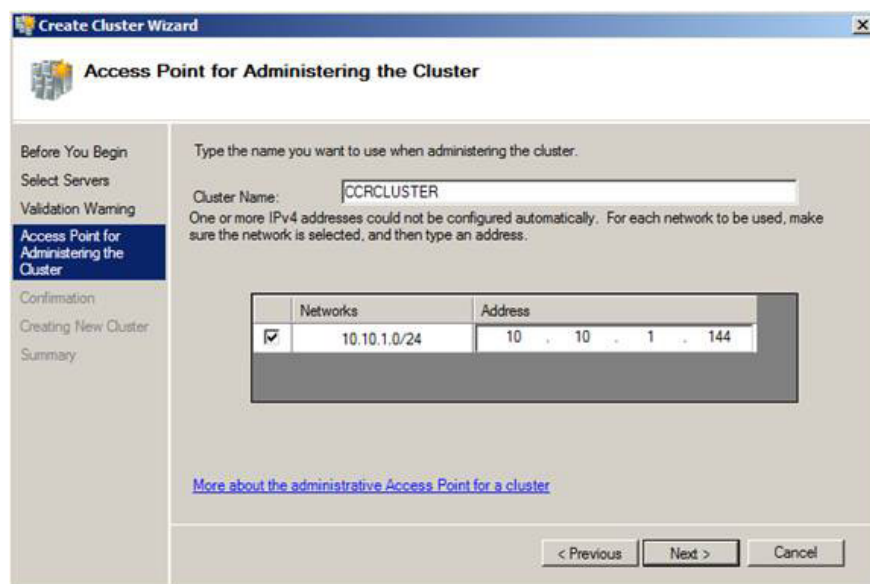 Create Cluster Wizard
Access Point for Administering the Cluster
Before You Begin
Select Servers
Validation Warning
Access Point for
Administering the
Cluster
Confirmation
Creating New Cluster
Summary
Type the name you want to use when administering the cluster.
Cluster Name: CCRCLUSTER
One or more IPv4 addresses could not be configured automatically. For each network to be used, make
sure the network is selected, and then type an address.
Networks Address
10.10.1.0/24 10 . 10 . 1 . 144
More about the administrative Access Point for a cluster
< Previous Next > Cancel